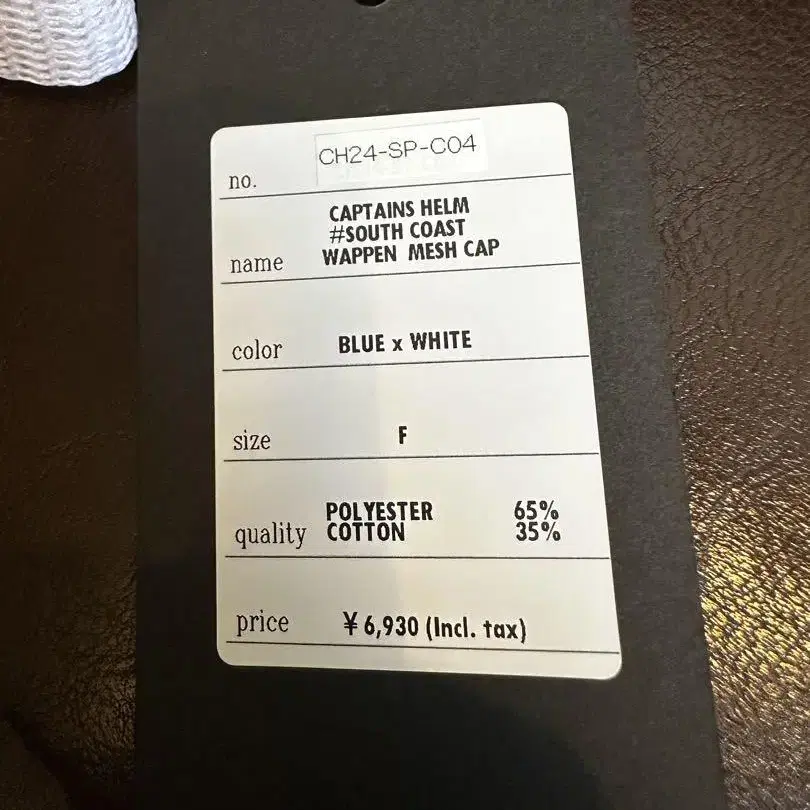 no. CH24-SP-C04
CAPTAINS HELM
#SOUTH COAST
name WAPPEN MESH CAP
color BLUE x WHITE
size F
POLYESTER 65%
quality COTTON 35%
price ¥6,930 (Incl. tax)